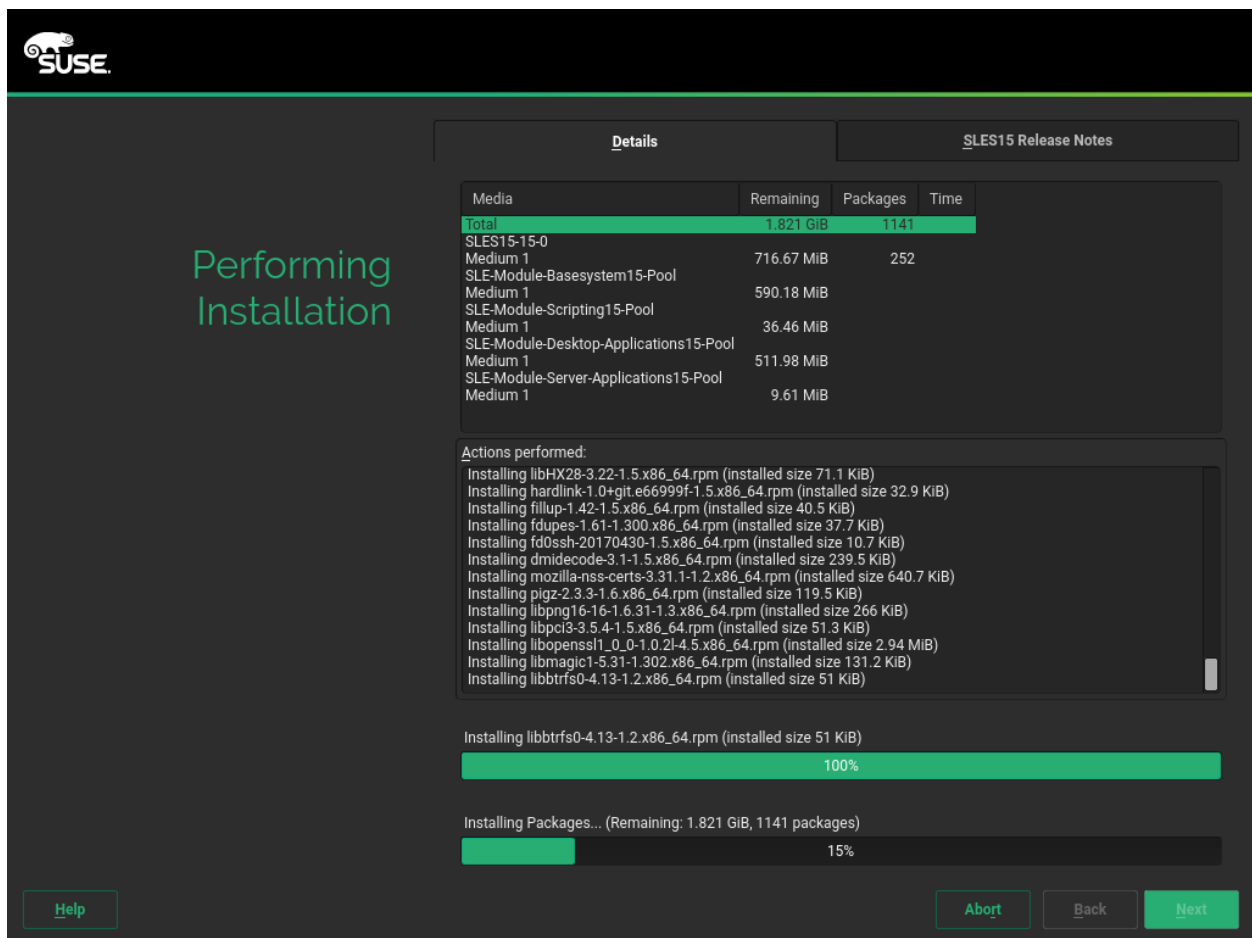 SUSE.
Details
SLES15 Release Notes
Performing
Installation
Media Remaining Packages Time
Total 1.821 GiB 1141
SLES15-15-0
Medium 1 716.67 MiB 252
SLE-Module-Basesystem15-Pool
Medium 1 590.18 MiB
SLE-Module-Scripting15-Pool
Medium 1 36.46 MiB
SLE-Module-Desktop-Applications15-Pool
Medium 1 511.98 MiB
SLE-Module-Server-Applications15-Pool
Medium 1 9.61 MiB
Actions performed:
Installing libHX28-3.22-1.5.x86_64.rpm (installed size 71.1 KiB)
Installing hardlink-1.0+git.e66999f-1.5.x86_64.rpm (installed size 32.9 KiB)
Installing fillup-1.42-1.5.x86_64.rpm (installed size 40.5 KiB)
Installing fdupes-1.61-1.300.x86_64.rpm (installed size 37.7 KiB)
Installing fd0ssh-20170430-1.5.x86_64.rpm (installed size 10.7 KiB)
Installing dmidecode-3.1-1.5.x86_64.rpm (installed size 239.5 KiB)
Installing mozilla-nss-certs-3.31.1-1.2.x86_64.rpm (installed size 640.7 KiB)
Installing pigz-2.3.3-1.6.x86_64.rpm (installed size 119.5 KiB)
Installing libpng16-16-1.6.31-1.3.x86_64.rpm (installed size 266 KiB)
Installing libpci3-3.5.4-1.5.x86_64.rpm (installed size 51.3 KiB)
Installing libopenssl1_0_0-1.0.2l-4.5.x86_64.rpm (installed size 2.94 MiB)
Installing libmagic1-5.31-1.302.x86_64.rpm (installed size 131.2 KiB)
Installing libbtrfs0-4.13-1.2.x86_64.rpm (installed size 51 KiB)
Installing libbtrfs0-4.13-1.2.x86_64.rpm (installed size 51 KiB)
100%
Installing Packages... (Remaining: 1.821 GiB, 1141 packages)
15%
Help
Abort
Back
Next